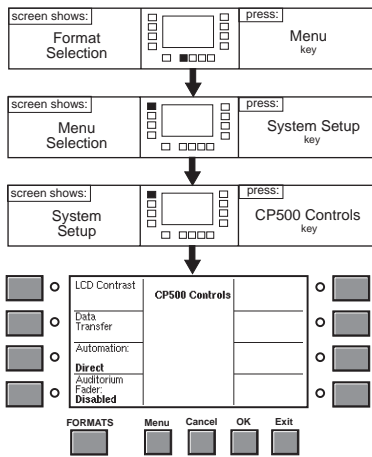 screen shows:
Format
Selection
press:
Menu
key
screen shows:
Menu
Selection
press:
System Setup
key
screen shows:
System
Setup
press:
CP500 Controls
key
LCD Contrast
CP500 Controls
Data
Transfer
Automation:
Direct
Auditorium
Fader:
Disabled
FORMATS
Menu
Cancel
OK
Exit